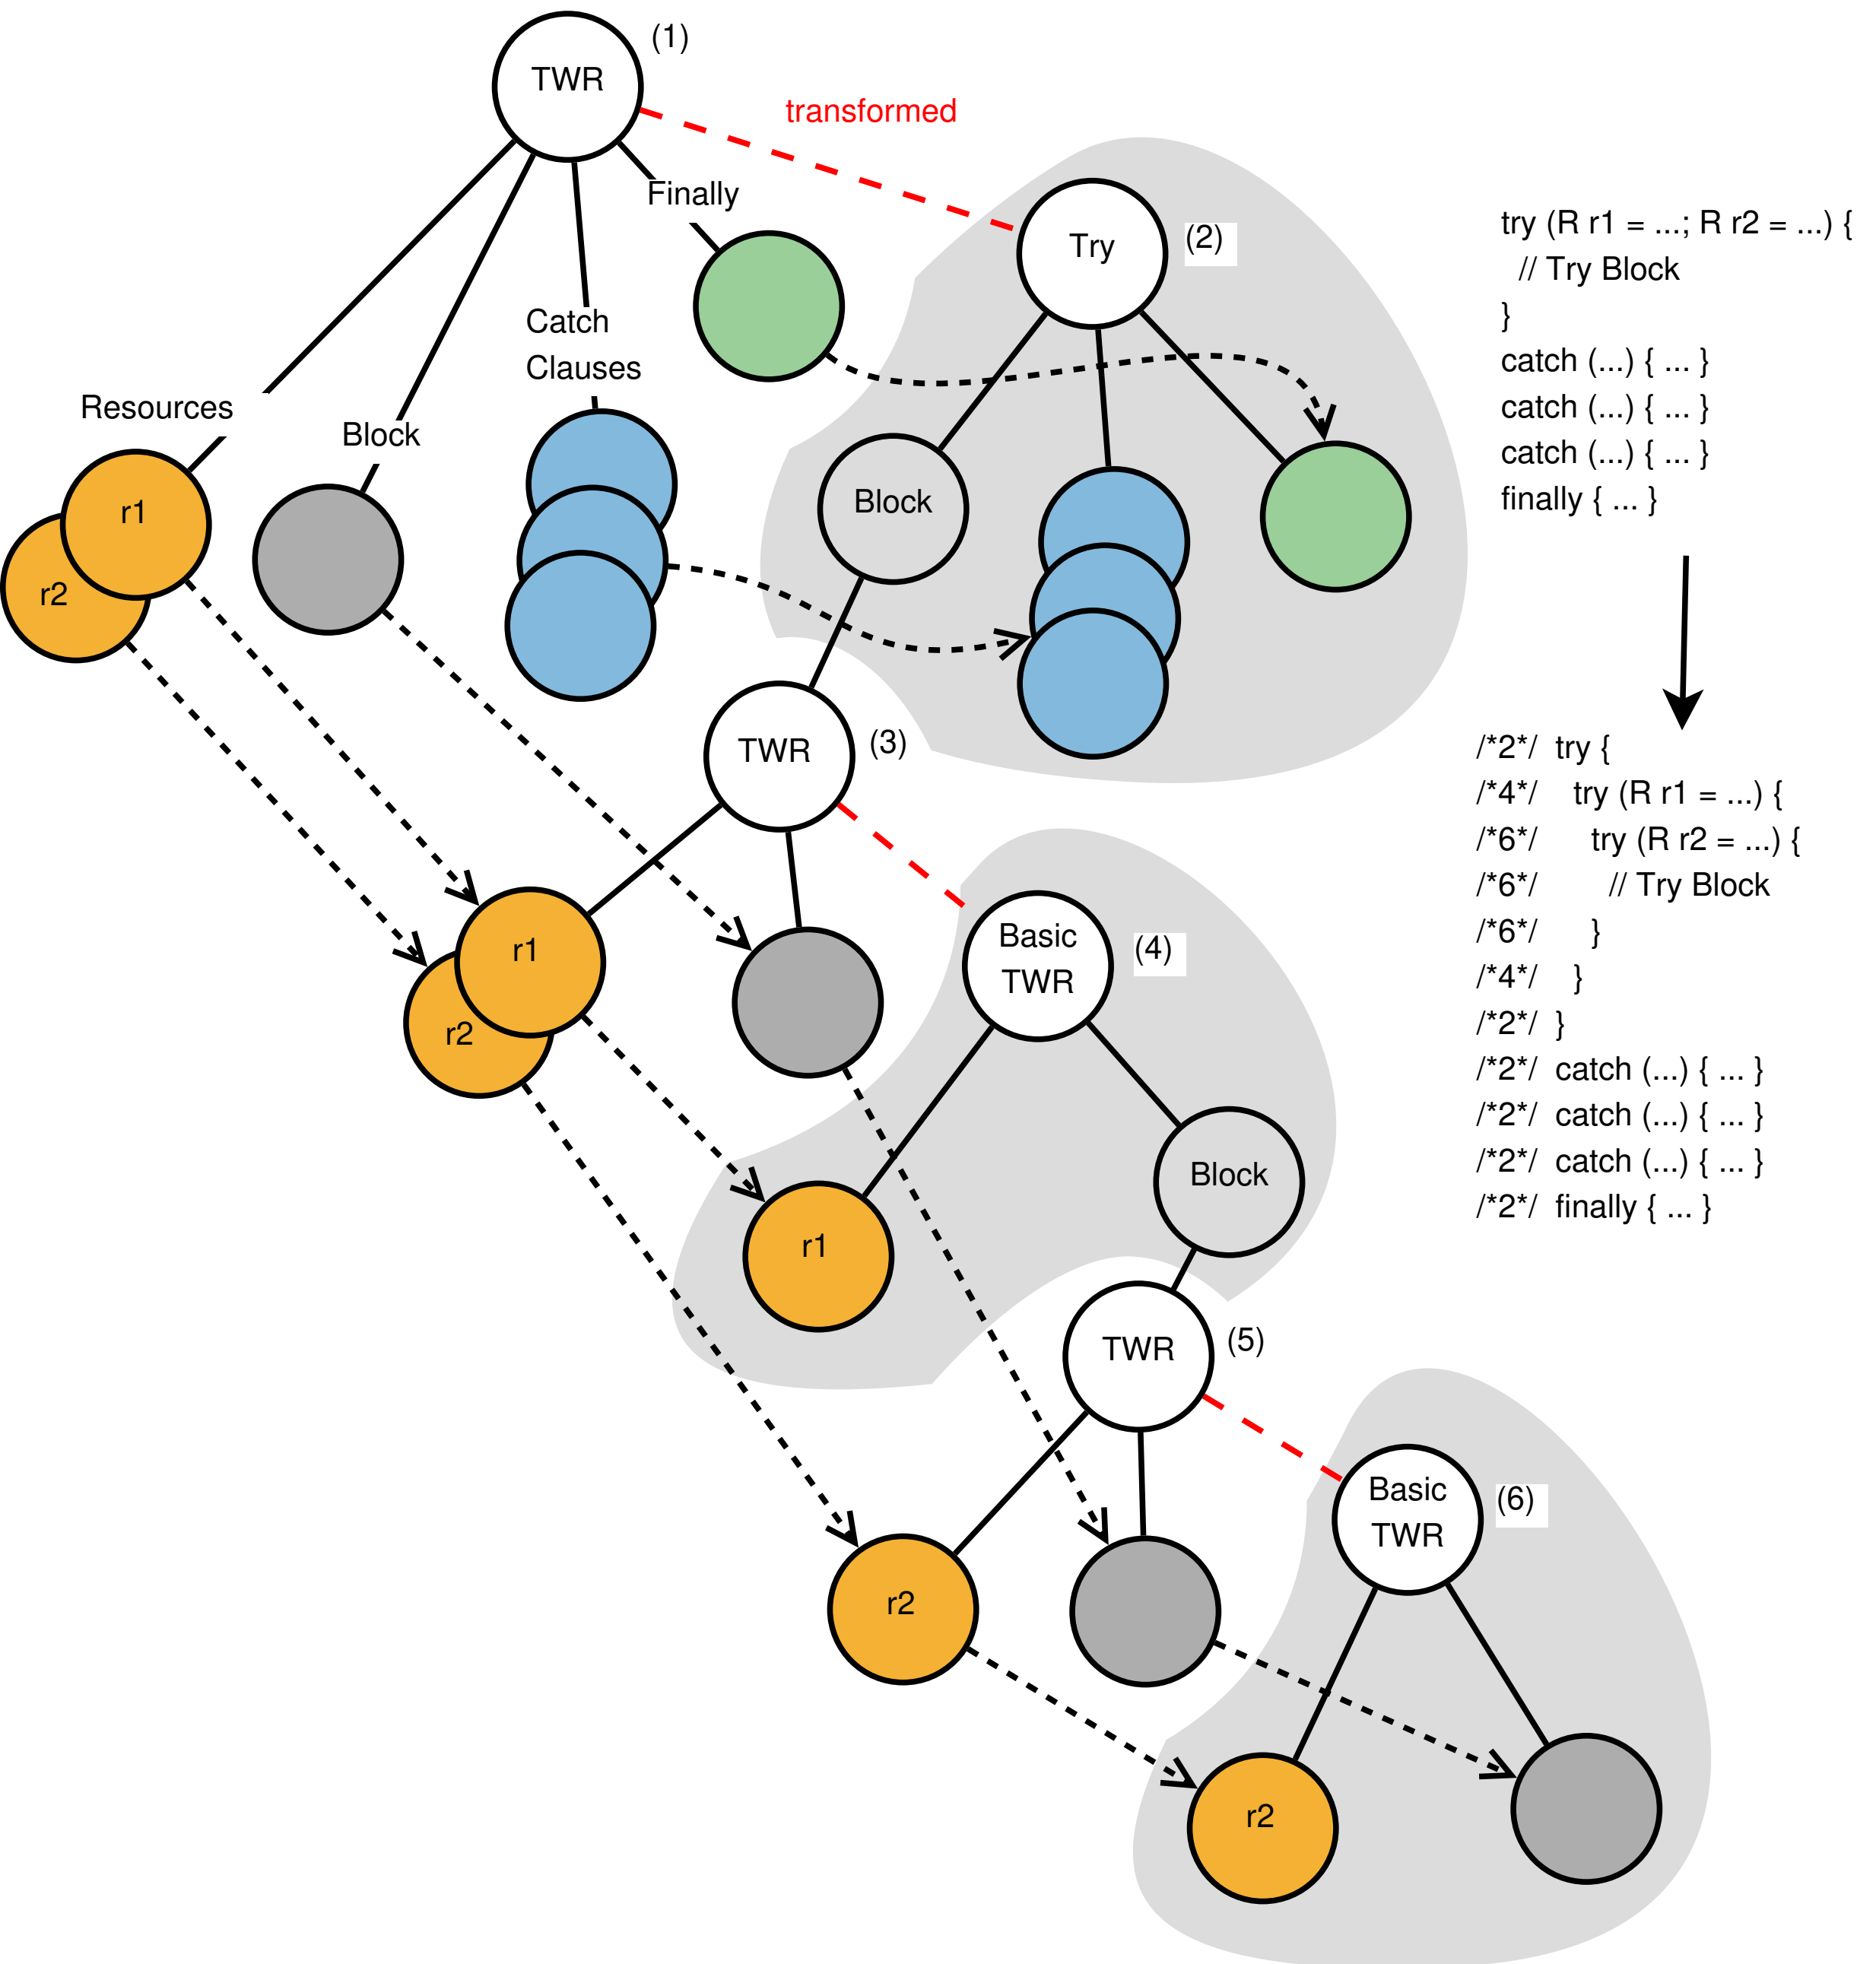 (1)
TWR
transformed
Finally
Try
(2)
Catch
Clauses
Resources
Block
r1
r2
Block
TWR
(3)
r1
r2
Basic
TWR
(4)
Block
r1
TWR
(5)
Basic
TWR
(6)
r2
r2
try (R r1 = ...; R r2 = ...) {
// Try Block
}
catch (...) { ... }
catch (...) { ... }
catch (...) { ... }
finally { ... }
/*2*/ try {
/*4*/ try (R r1 = ...) {
/*6*/ try (R r2 = ...) {
/*6*/ // Try Block
/*6*/ }
/*4*/ }
/*2*/ }
/*2*/ catch (...) { ... }
/*2*/ catch (...) { ... }
/*2*/ catch (...) { ... }
/*2*/ finally { ... }